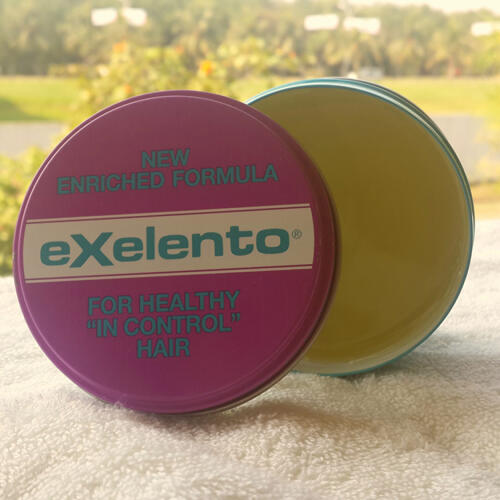 NEW
ENRICHED FORMULA
eXelento®
FOR HEALTHY
"IN CONTROL"
HAIR